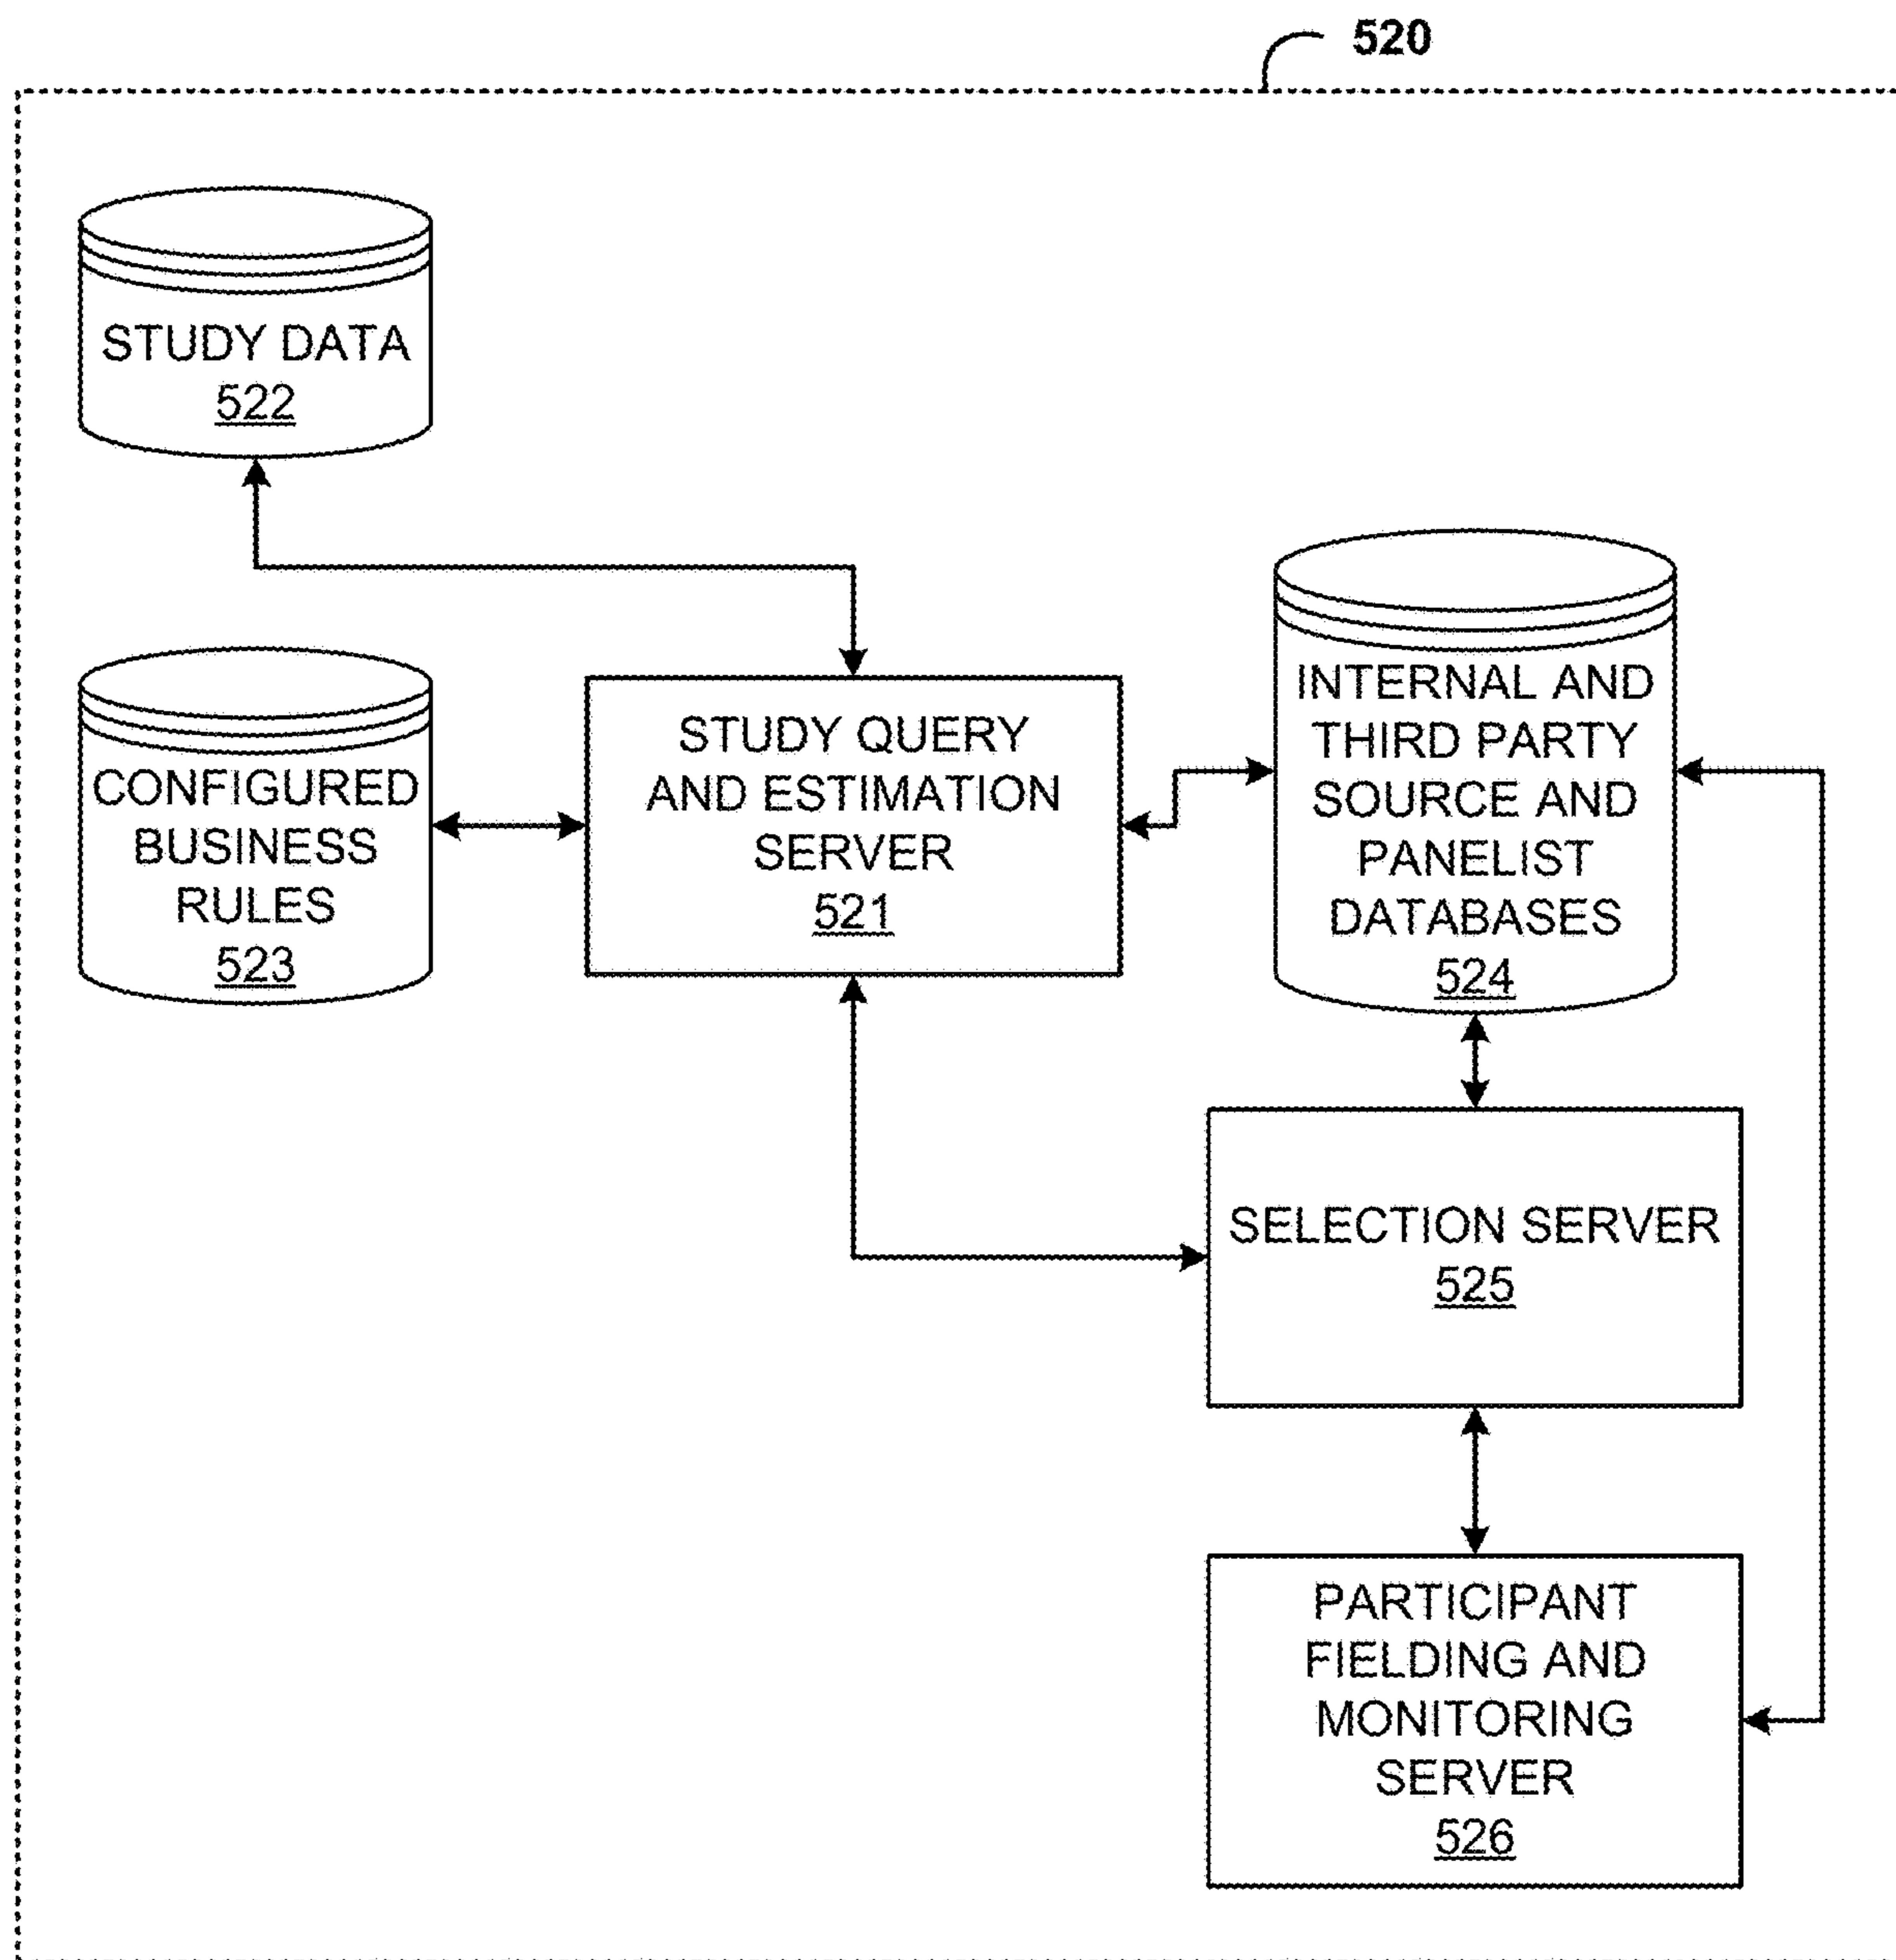 520
STUDY DATA
522
CONFIGURED
BUSINESS
RULES
523
STUDY QUERY
AND ESTIMATION
SERVER
521
INTERNAL AND
THIRD PARTY
SOURCE AND
PANELIST
DATABASES
524
SELECTION SERVER
525
PARTICIPANT
FIELDING AND
MONITORING
SERVER
526